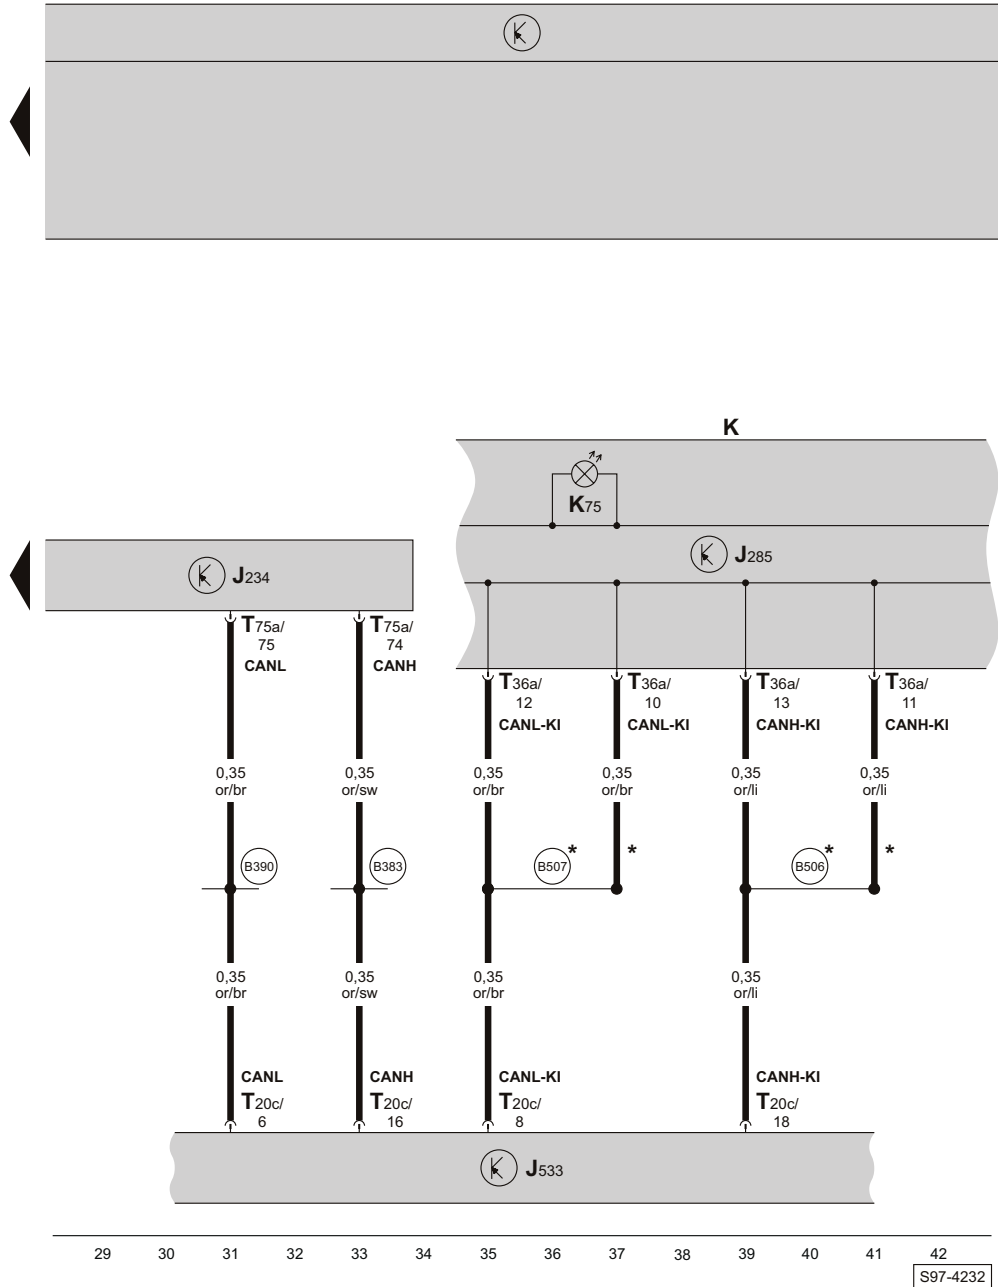 K
K75
J285
J234
T75a/ T75a/
75 74
CANL CANH
T36a/ T36a/ T36a/ T36a/
12 10 13 11
CANL-KI CANL-KI CANH-KI CANH-KI
0,35 0,35 0,35 0,35 0,35 0,35
or/br or/sw or/br or/br or/li or/li
B390 B383 B507 * * B506 * *
0,35 0,35 0,35 0,35
or/br or/sw or/br or/li
CANL CANH CANL-KI CANH-KI
T20c/ T20c/ T20c/ T20c/
6 16 8 18
J533
29 30 31 32 33 34 35 36 37 38 39 40 41 42
S97-4232